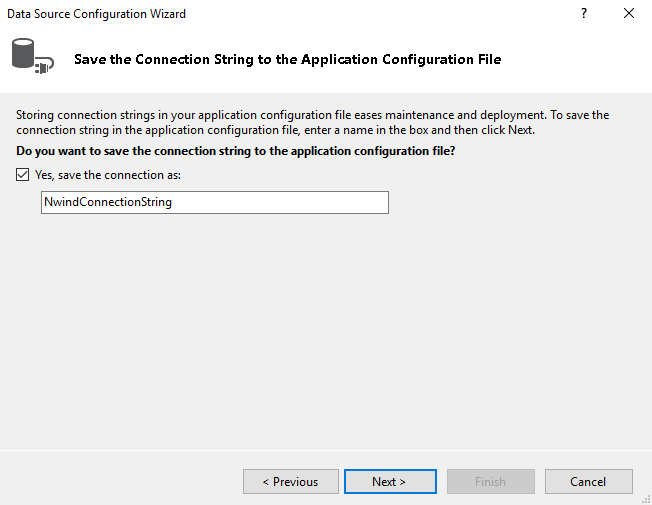 Data Source Configuration Wizard
?
Save the Connection String to the Application Configuration File
Storing connection strings in your application configuration file eases maintenance and deployment. To save the
connection string in the application configuration file, enter a name in the box and then click Next.
Do you want to save the connection string to the application configuration file?
Yes, save the connection as:
NwindConnectionString
< Previous
Next >
Finish
Cancel